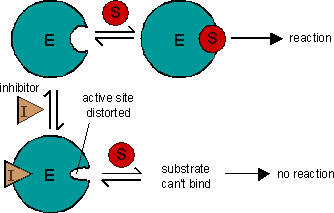 S
E
E
S
reaction
inhibitor
I
active site
distorted
S
I
E
substrate
can't bind
no reaction